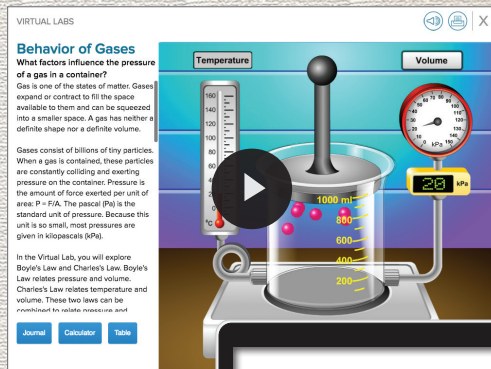 VIRTUAL LABS
X
Behavior of Gases
What factors influence the pressure
of a gas in a container?
Gas is one of the states of matter. Gases
expand or contract to fill the space
available to them and can be squeezed
into a smaller space. A gas has neither a
definite shape nor a definite volume.
Gases consist of billions of tiny particles.
When a gas is contained, these particles
are constantly colliding and exerting
pressure on the container. Pressure is
the amount of force exerted per unit of
area: P = F/A. The pascal (Pa) is the
standard unit of pressure. Because this
unit is so small, most pressures are
given in kilopascals (kPa).
In the Virtual Lab, you will explore
Boyle's Law and Charles's Law. Boyle's
Law relates pressure and volume.
Charles's Law relates temperature and
volume. These two laws can be
combined to relate pressure and
Journal
Calculator
Table
Temperature
Volume
160
140
120
100
80
60
40
20
0
°C
1000 ml
800
600
400
200
kPa
20 kPa